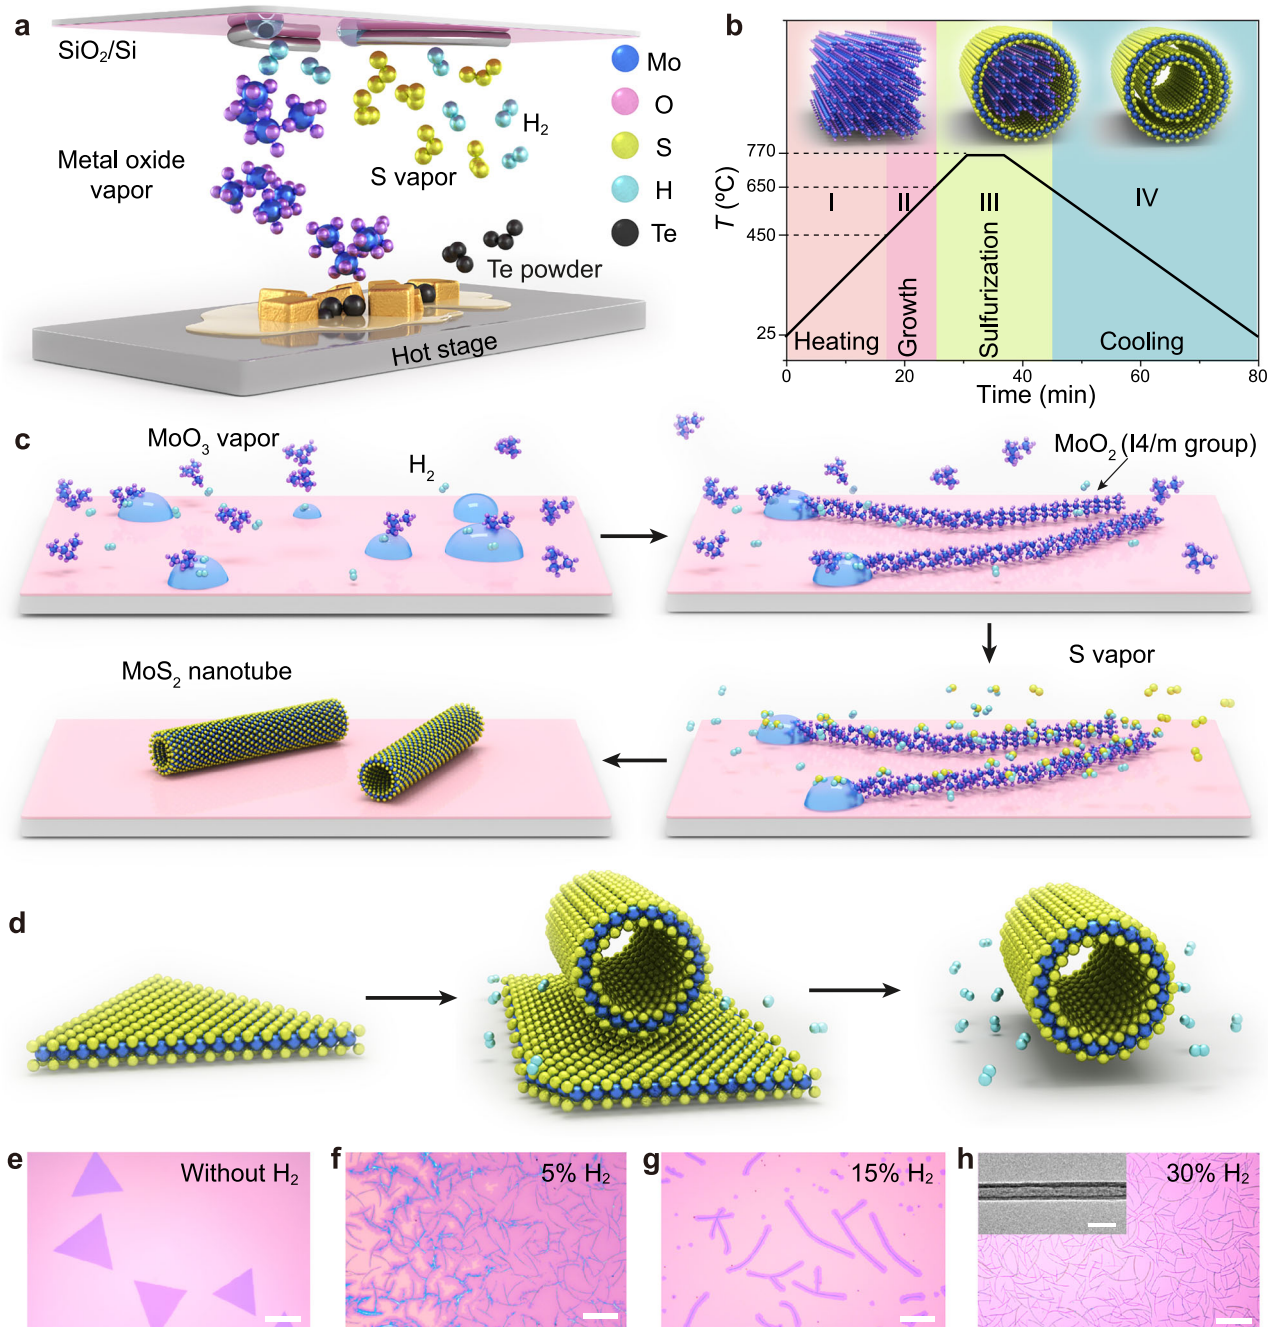 a
SiO2/Si
Metal oxide
vapor
S vapor
H2
Te powder
Hot stage
Mo
O
S
H
Te
b
T (ºC)
770
650
450
25
I
II
III
IV
Heating
Growth
Sulfurization
Cooling
0
20
40
60
80
Time (min)
c
MoO3 vapor
H2
MoO2 (I4/m group)
S vapor
MoS2 nanotube
d
e
Without H2
f
5% H2
g
15% H2
h
30% H2